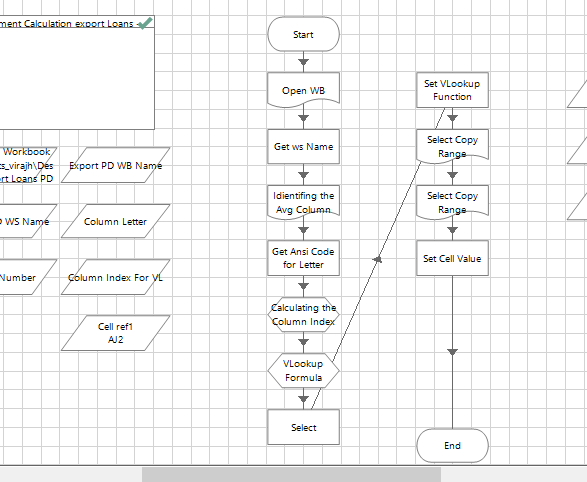 ment Calculation export Loans
Workbook
ts_virajh\Des
rt Loans PD
Export PD WB Name
WS Name
Column Letter
Number
Column Index For VL
Cell ref1
AJ2
Start
Open WB
Get ws Name
Idientifing the
Avg Column
Get Ansi Code
for Letter
Calculating the
Column Index
VLookup
Formula
Select
Set VLookup
Function
Select Copy
Range
Select Copy
Range
Set Cell Value
End